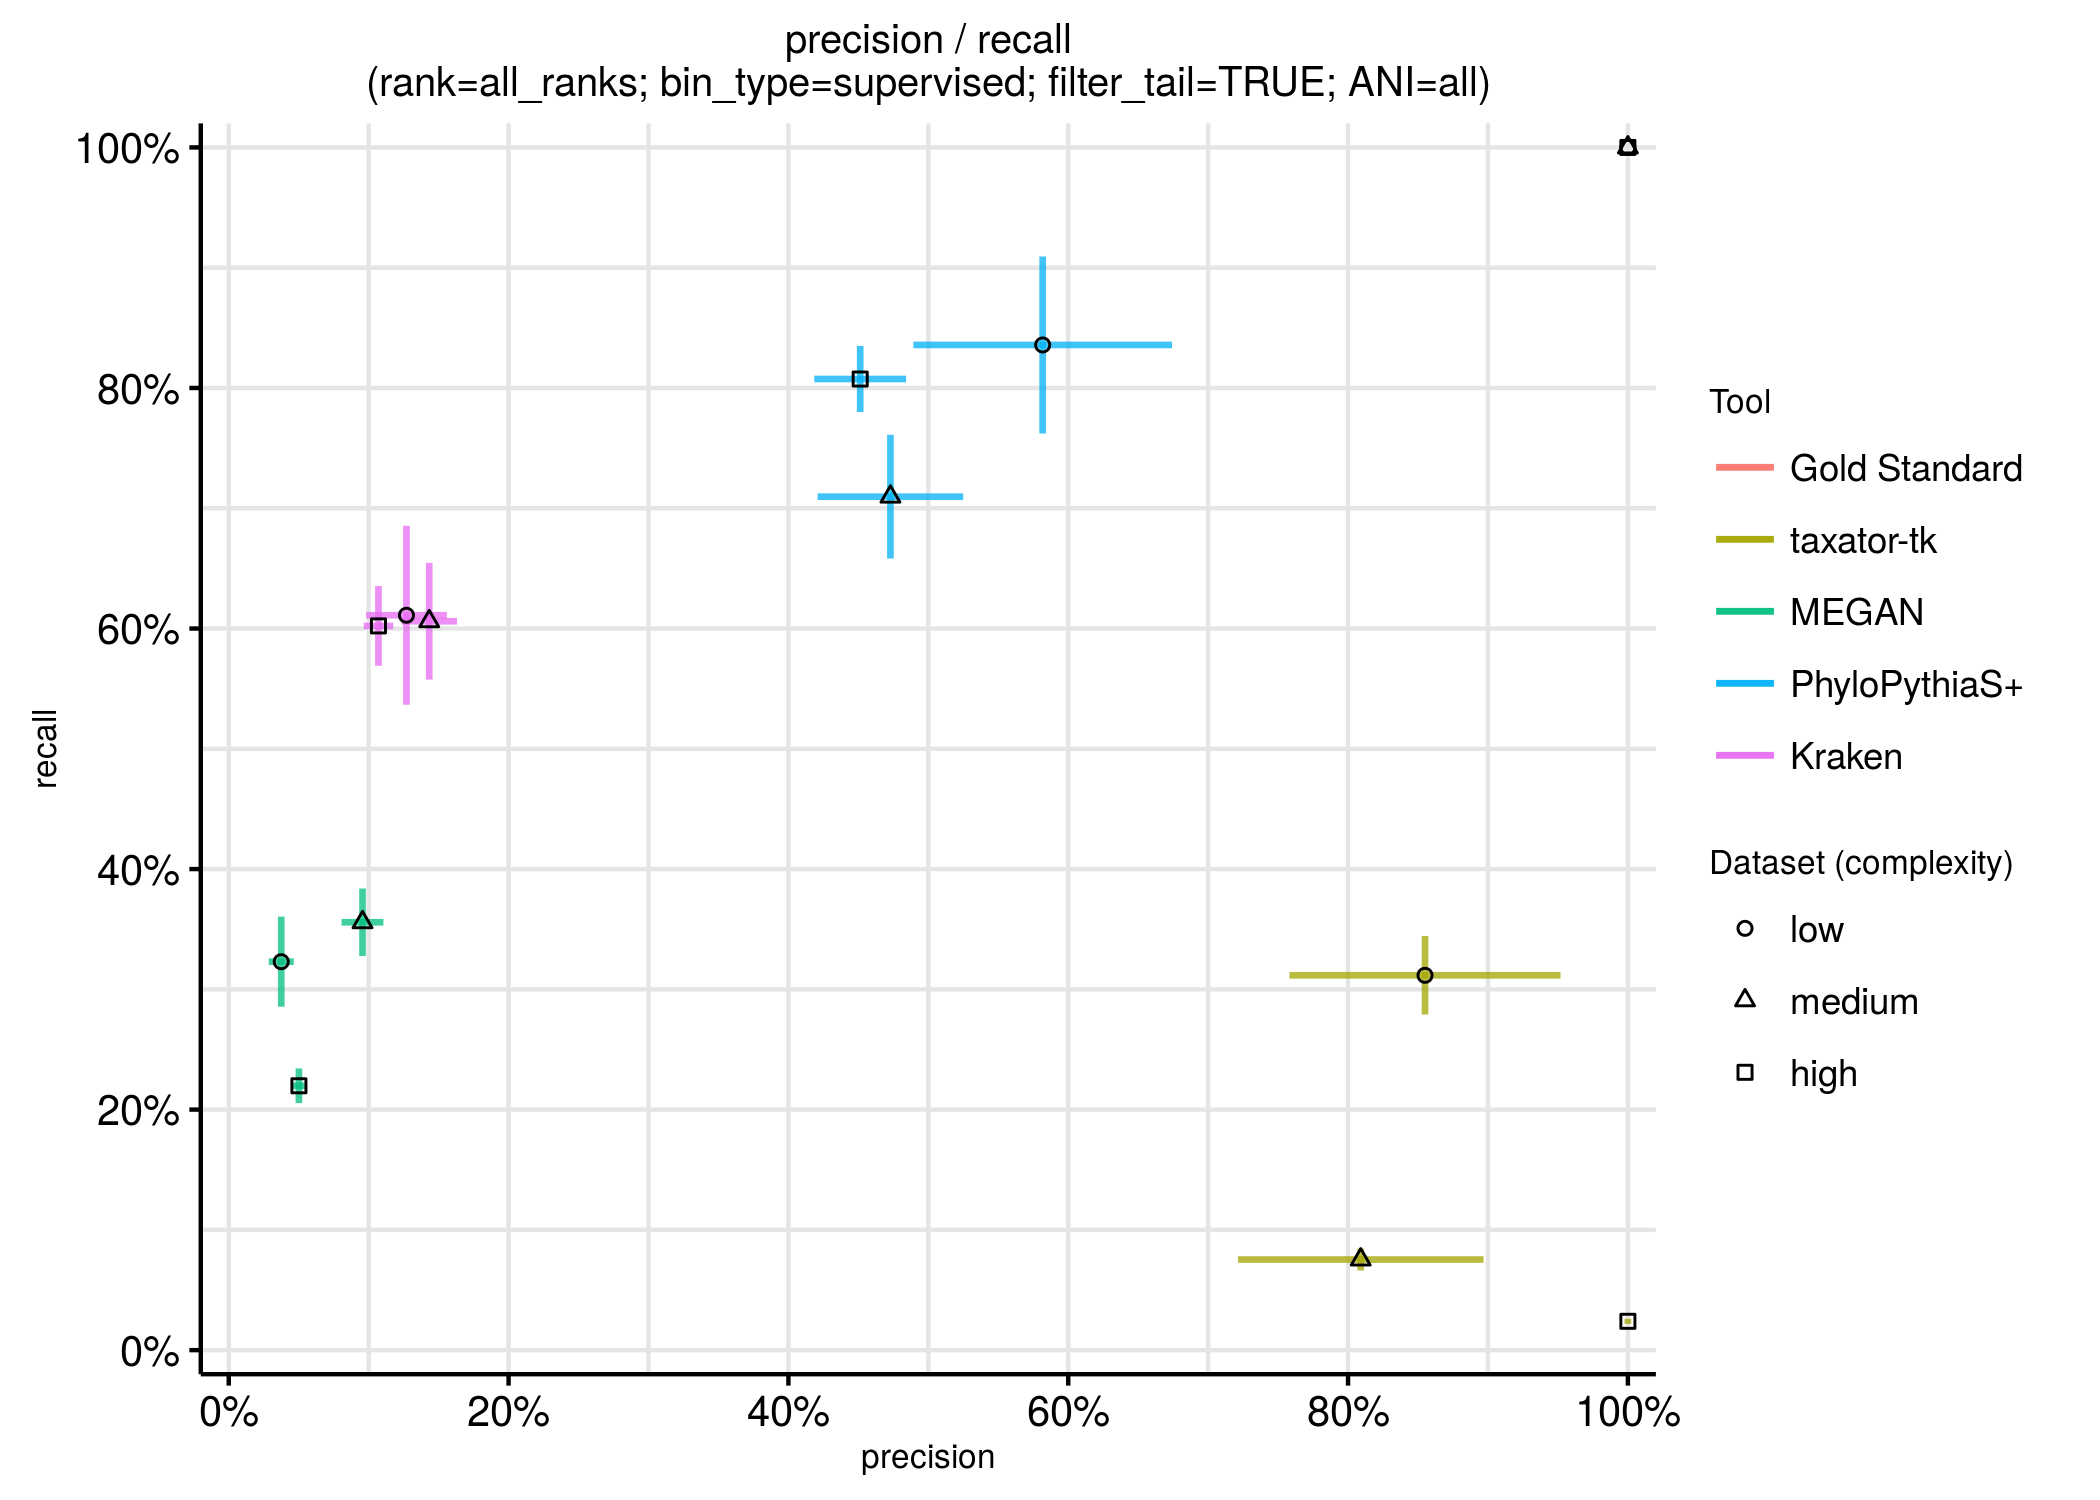 precision / recall
(rank=all_ranks; bin_type=supervised; filter_tail=TRUE; ANI=all)
100%
80%
60%
40%
20%
0%
recall
0%
20%
40%
60%
80%
100%
precision
Tool
Gold Standard
taxator-tk
MEGAN
PhyloPythiaS+
Kraken
Dataset (complexity)
low
medium
high